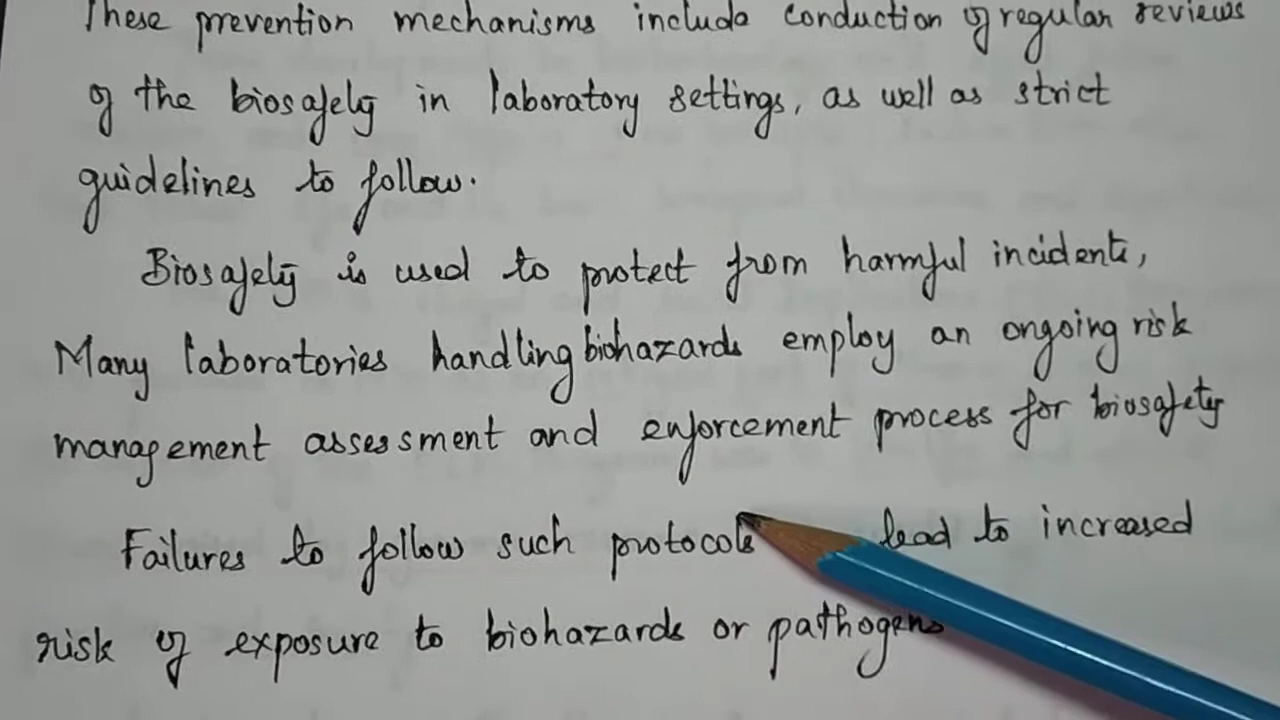 These prevention mechanisms include conduction of regular reviews
of the biosafety in laboratory settings, as well as strict
guidelines to follow.
Biosafety is used to protect from harmful incidents,
Many laboratories handling biohazards employ an ongoing risk
management assessment and enforcement process for biosafety
Failures to follow such protocols lead to increased
risk of exposure to biohazards or pathogens